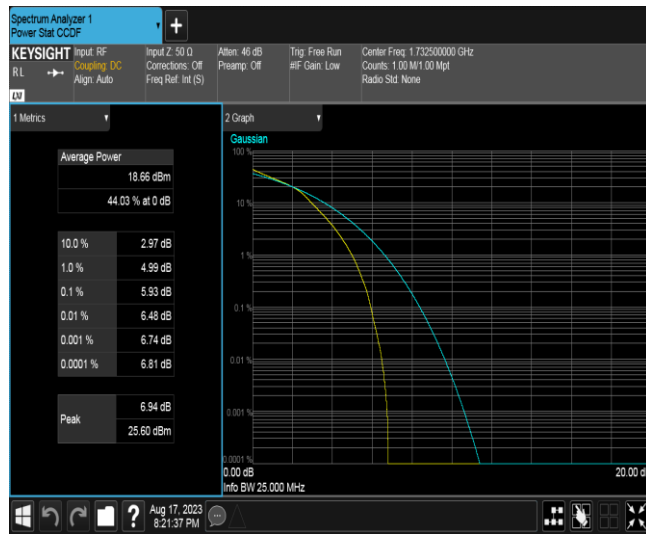 Spectrum Analyzer 1
Power Stat CCDF
KEYSIGHT
RL
LXI
Input: RF
Coupling: DC
Align: Auto
Input Z: 50 Ω
Corrections: Off
Freq Ref: Int (S)
Atten: 46 dB
Preamp: Off
Trig: Free Run
#IF Gain: Low
Center Freq: 1.732500000 GHz
Counts: 1.00 M/1.00 Mpt
Radio Std: None
1 Metrics
Average Power
18.66 dBm
44.03 % at 0 dB
10.0 % 2.97 dB
1.0 % 4.99 dB
0.1 % 5.93 dB
0.01 % 6.48 dB
0.001 % 6.74 dB
0.0001 % 6.81 dB
Peak
6.94 dB
25.60 dBm
2 Graph
Gaussian
100 %
10 %
1 %
0.1 %
0.01 %
0.001 %
0.0001 %
0.00 dB
20.00 d
Info BW 25.000 MHz
?
Aug 17, 2023
8:21:37 PM